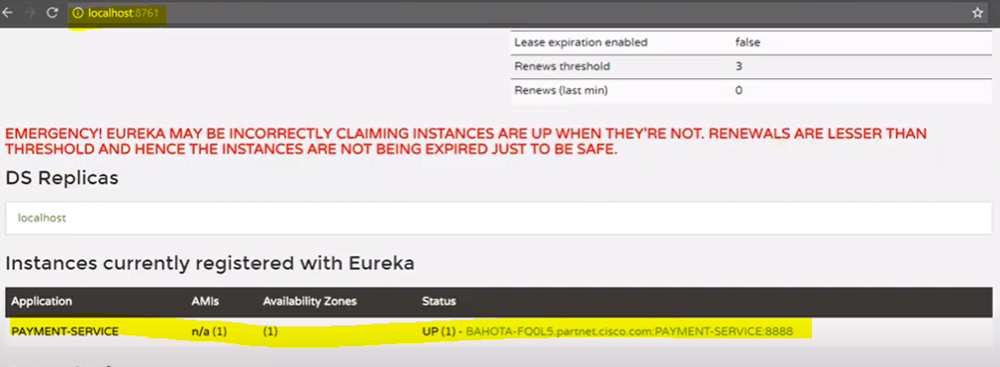 localhost:8761
Lease expiration enabled false
Renews threshold 3
Renews (last min) 0
EMERGENCY! EUREKA MAY BE INCORRECTLY CLAIMING INSTANCES ARE UP WHEN THEY'RE NOT. RENEWALS ARE LESSER THAN
THRESHOLD AND HENCE THE INSTANCES ARE NOT BEING EXPIRED JUST TO BE SAFE.
DS Replicas
localhost
Instances currently registered with Eureka
Application AMIs Availability Zones Status
PAYMENT-SERVICE n/a (1) (1) UP (1) - BAHOTA-FQ0L5.partnet.cisco.com:PAYMENT-SERVICE:8888